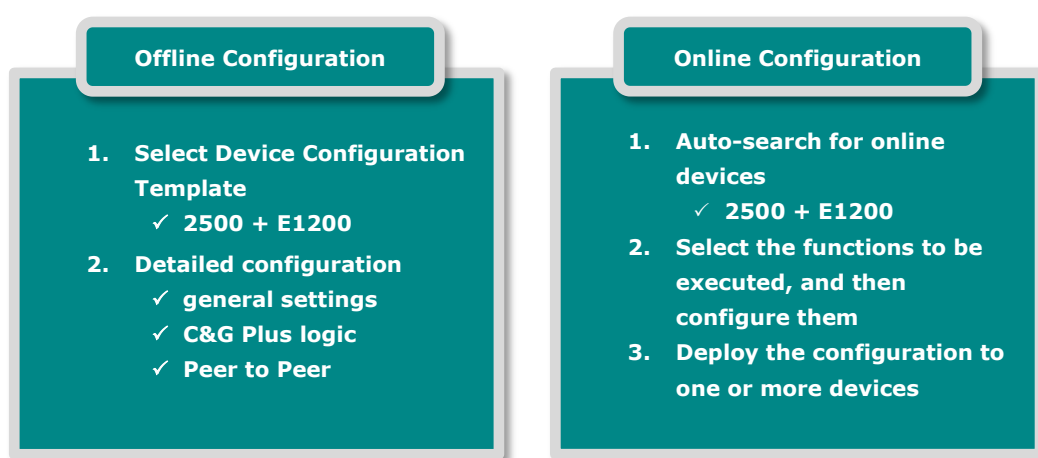 Offline Configuration
1. Select Device Configuration
Template
✓ 2500 + E1200
2. Detailed configuration
✓ general settings
✓ C&G Plus logic
✓ Peer to Peer
Online Configuration
1. Auto-search for online
devices
✓ 2500 + E1200
2. Select the functions to be
executed, and then
configure them
3. Deploy the configuration to
one or more devices